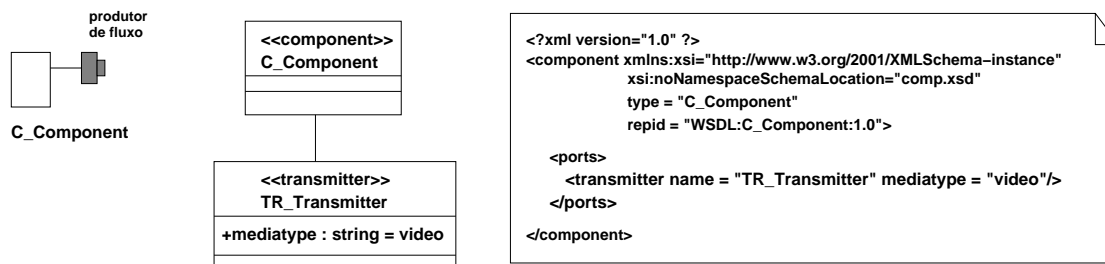 produtor
de fluxo
C_Component
<<component>>
C_Component
<<transmitter>>
TR_Transmitter
+mediatype : string = video
<?xml version="1.0" ?>
<component xmlns:xsi="http://www.w3.org/2001/XMLSchema−instance"
xsi:noNamespaceSchemaLocation="comp.xsd"
type = "C_Component"
repid = "WSDL:C_Component:1.0">
<ports>
<transmitter name = "TR_Transmitter" mediatype = "video"/>
</ports>
</component>